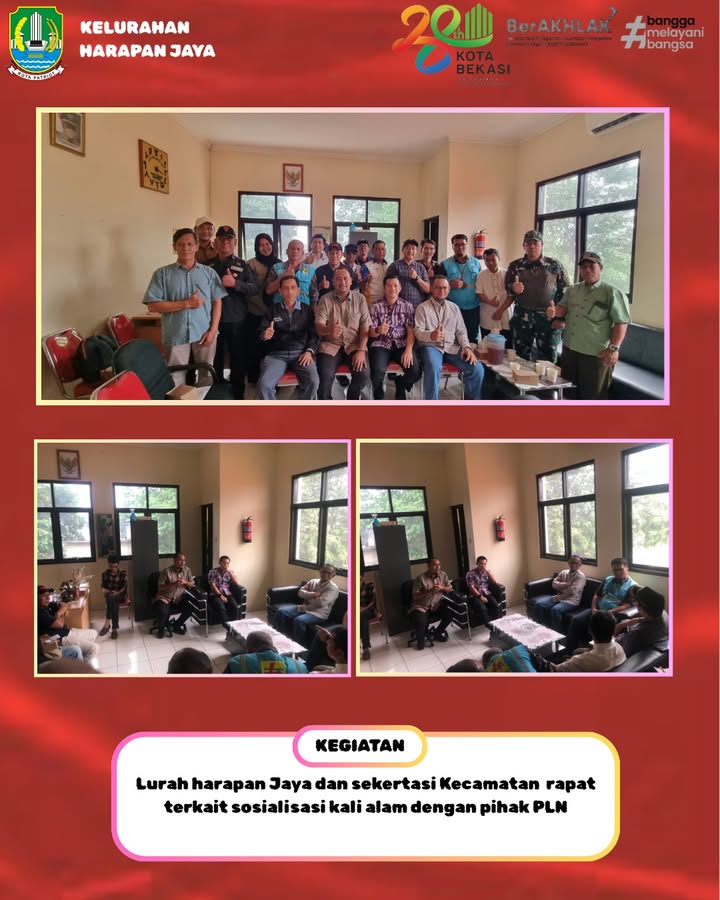 KELURAHAN
HARAPAN JAYA
KOTA PATRIOT
28th
KOTA
BEKASI
BerAKHLAK
#bangga
melayani
bangsa
KEGIATAN
Lurah harapan Jaya dan sekertasi Kecamatan rapat
terkait sosialisasi kali alam dengan pihak PLN